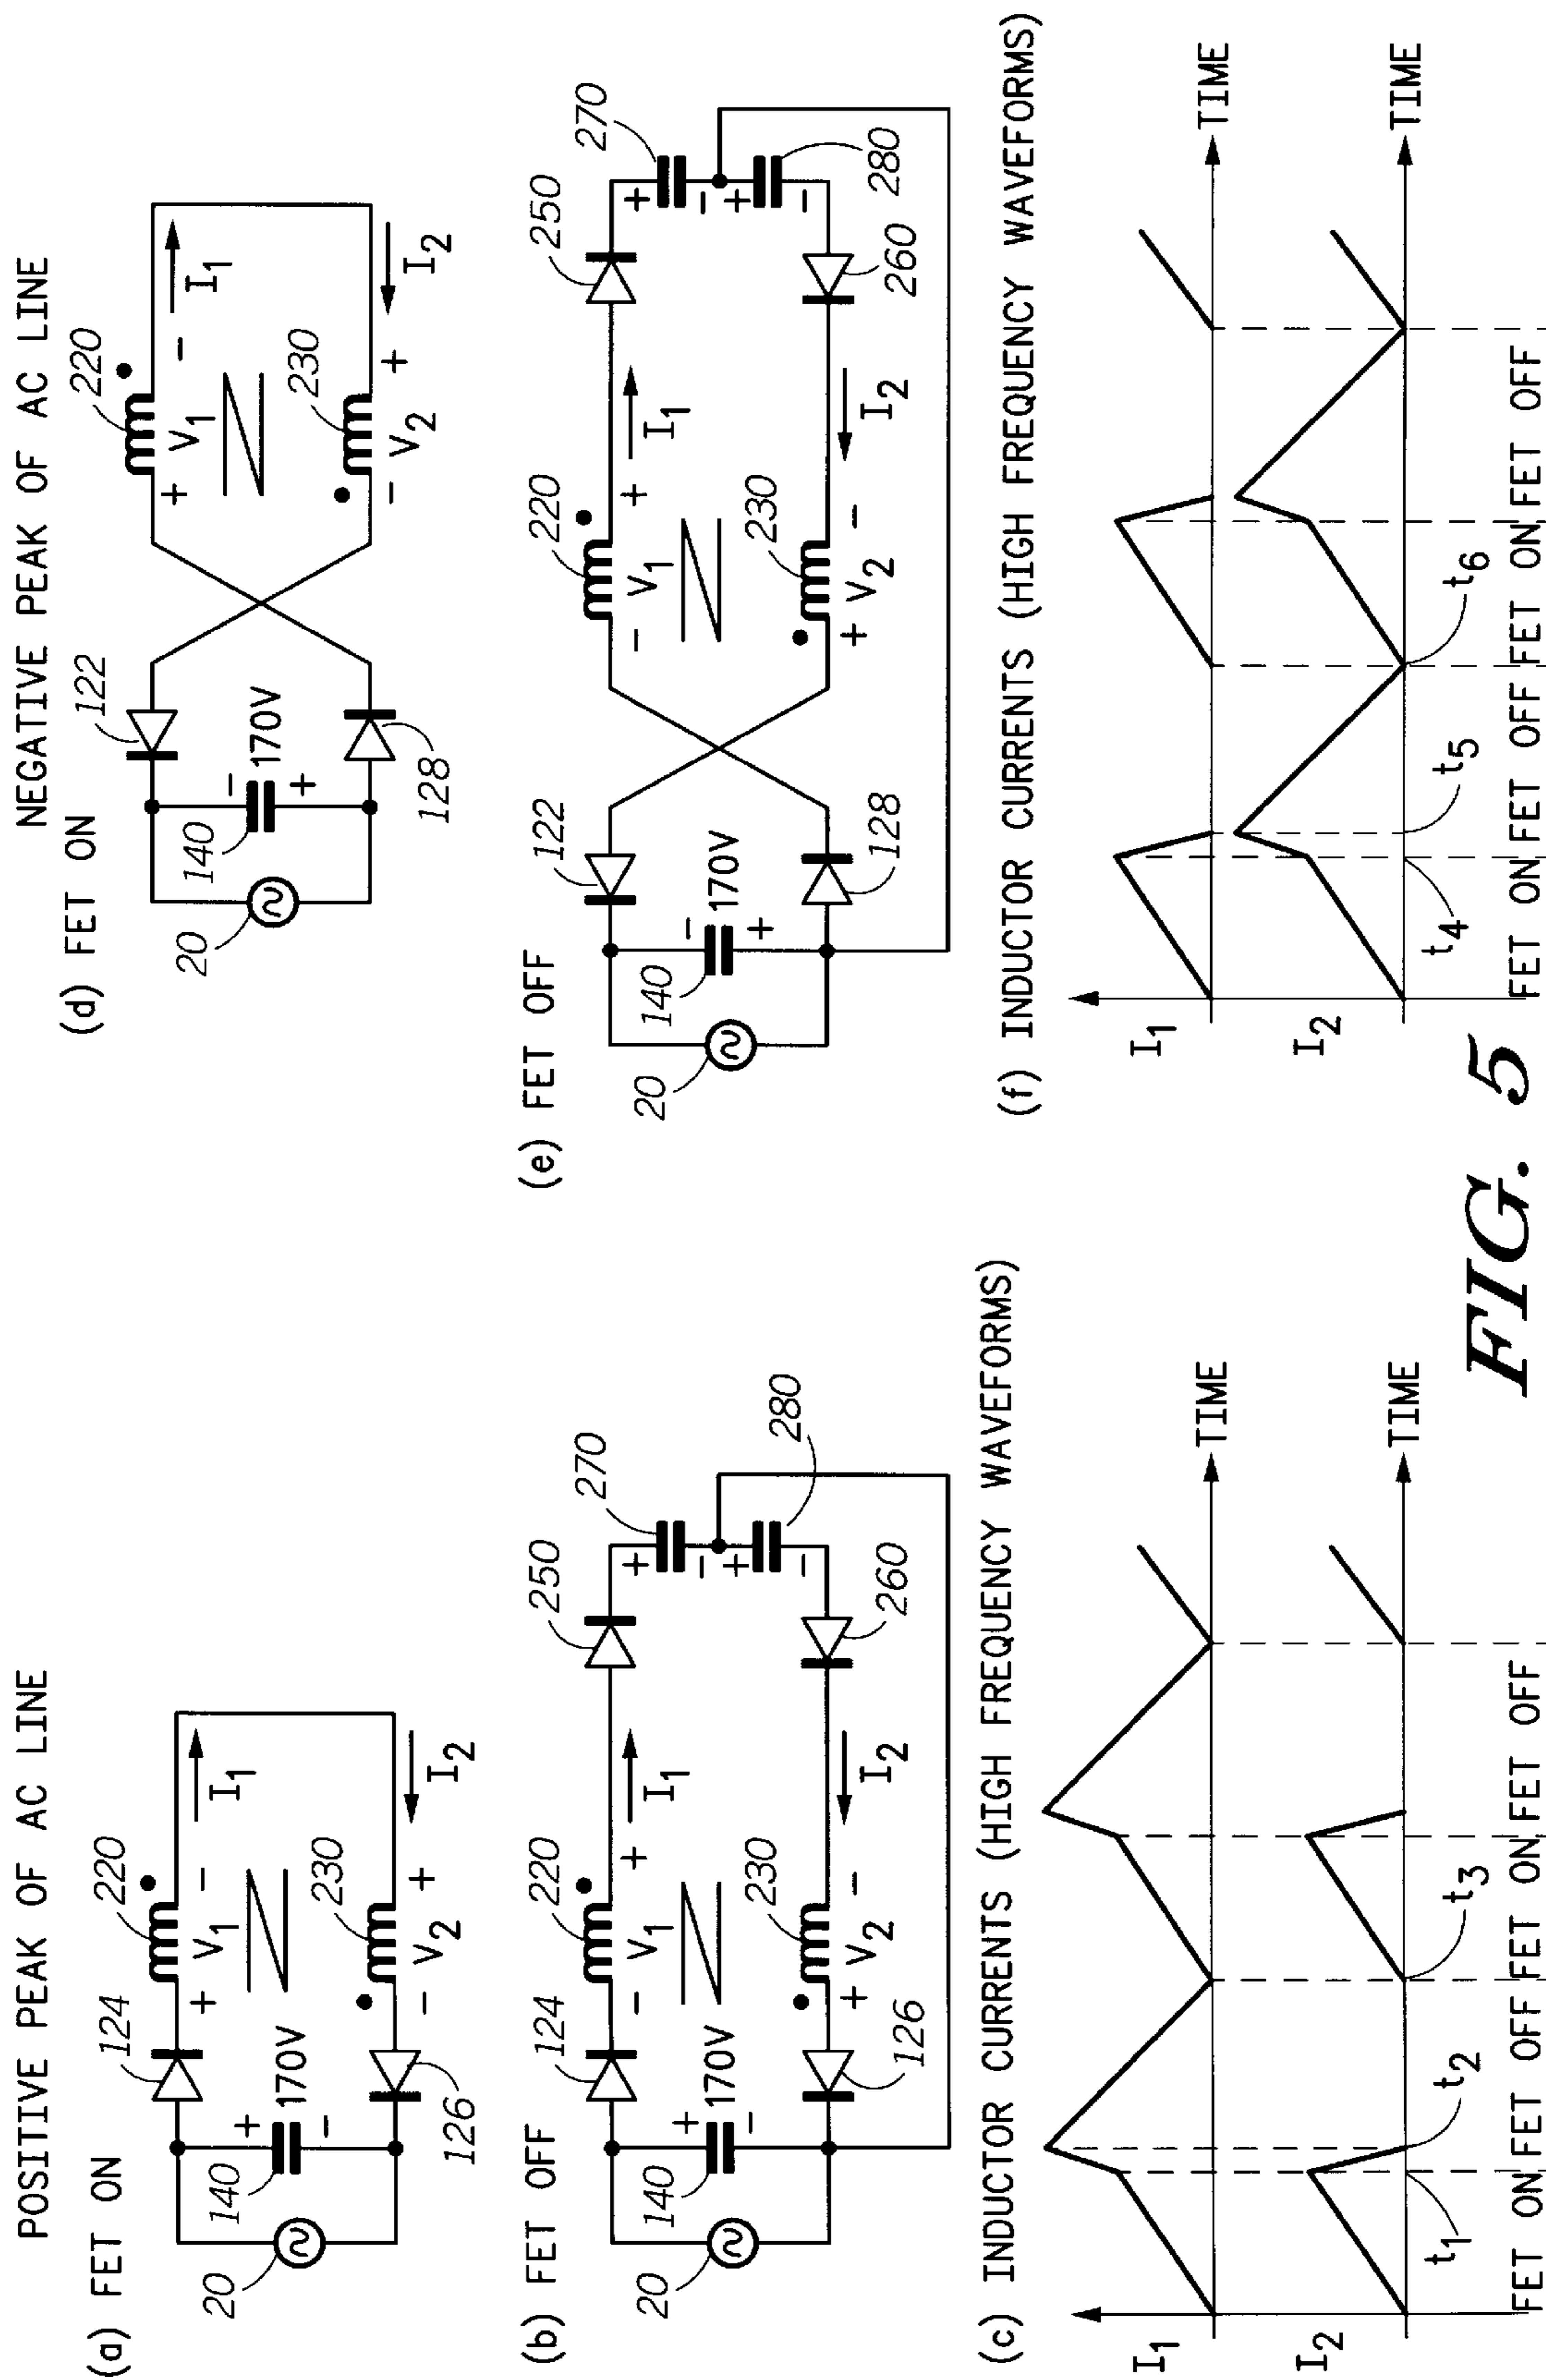 POSITIVE PEAK OF AC LINE
(a) FET ON
20
140
170V
+
−
124
126
220
+ V1 −
230
− V2 +
I1
I2
(b) FET OFF
20
140
170V
+
−
124
126
220
− V1 +
230
+ V2 −
I1
I2
250
260
270
280
+
−
+
−
(c) INDUCTOR CURRENTS (HIGH FREQUENCY WAVEFORMS)
I1
TIME
I2
TIME
t1
t2
t3
FET ON FET OFF FET ON FET OFF
NEGATIVE PEAK OF AC LINE
(d) FET ON
20
140
170V
−
+
122
128
220
+ V1 −
230
− V2 +
I1
I2
(e) FET OFF
20
140
170V
−
+
122
128
220
− V1 +
230
+ V2 −
I1
I2
250
260
270
280
+
−
+
−
(f) INDUCTOR CURRENTS (HIGH FREQUENCY WAVEFORMS)
I1
TIME
I2
TIME
t4
t5
t6
FET ON FET OFF FET ON FET OFF
FIG. 5